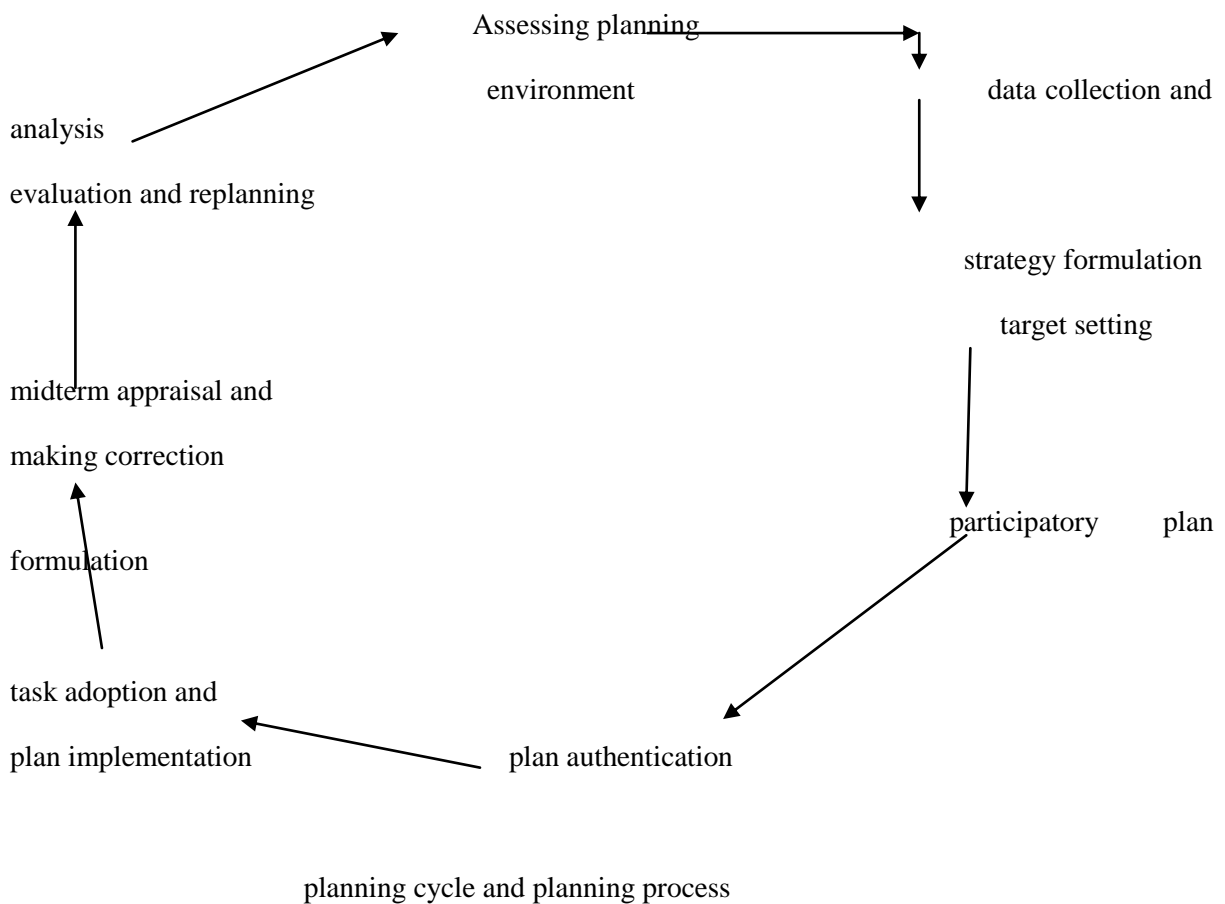 Assessing planning
environment data collection and
analysis
evaluation and replanning
strategy formulation
target setting
midterm appraisal and
making correction
participatory plan
formulation
task adoption and
plan implementation plan authentication
planning cycle and planning process